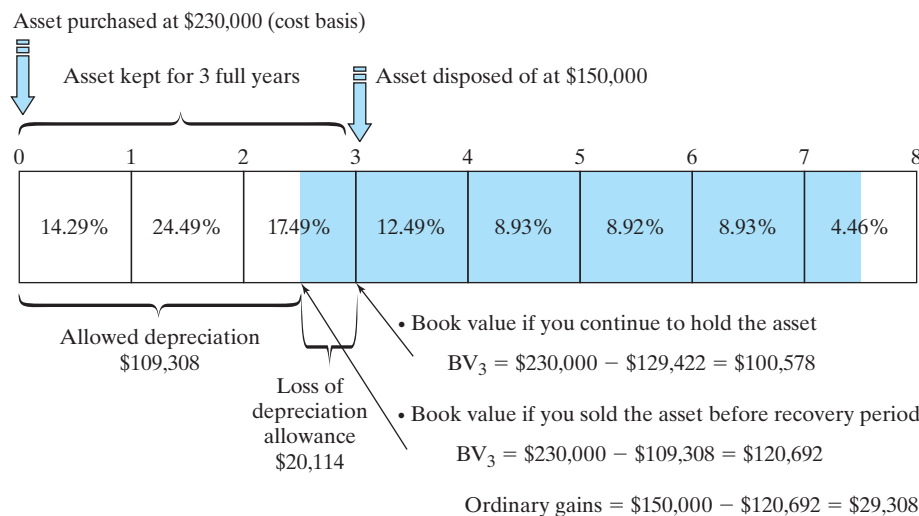 Asset purchased at $230,000 (cost basis)
Asset kept for 3 full years
Asset disposed of at $150,000
0 1 2 3 4 5 6 7 8
14.29% 24.49% 17.49% 12.49% 8.93% 8.92% 8.93% 4.46%
Allowed depreciation
$109,308
Loss of
depreciation
allowance
$20,114
• Book value if you continue to hold the asset
BV3 = $230,000 − $129,422 = $100,578
• Book value if you sold the asset before recovery period
BV3 = $230,000 − $109,308 = $120,692
Ordinary gains = $150,000 − $120,692 = $29,308